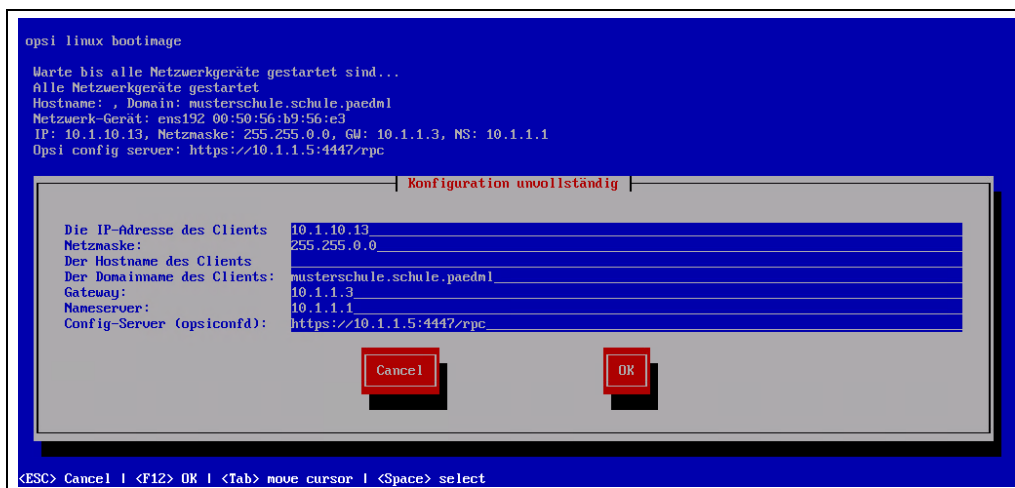 opsi linux bootimage
Warte bis alle Netzwerkgeräte gestartet sind...
Alle Netzwerkgeräte gestartet
Hostname: , Domain: musterschule.schule.paedml
Netzwerk-Gerät: ens192 00:50:56:b9:56:e3
IP: 10.1.10.13, Netzmaske: 255.255.0.0, GW: 10.1.1.3, NS: 10.1.1.1
Opsi config server: https://10.1.1.5:4447/rpc
Konfiguration unvollständig
Die IP-Adresse des Clients 10.1.10.13
Netzmaske: 255.255.0.0
Der Hostname des Clients
Der Domainname des Clients: musterschule.schule.paedml
Gateway: 10.1.1.3
Nameserver: 10.1.1.1
Config-Server (opsiconfd): https://10.1.1.5:4447/rpc
Cancel OK
<ESC> Cancel | <F12> OK | <Tab> move cursor | <Space> select